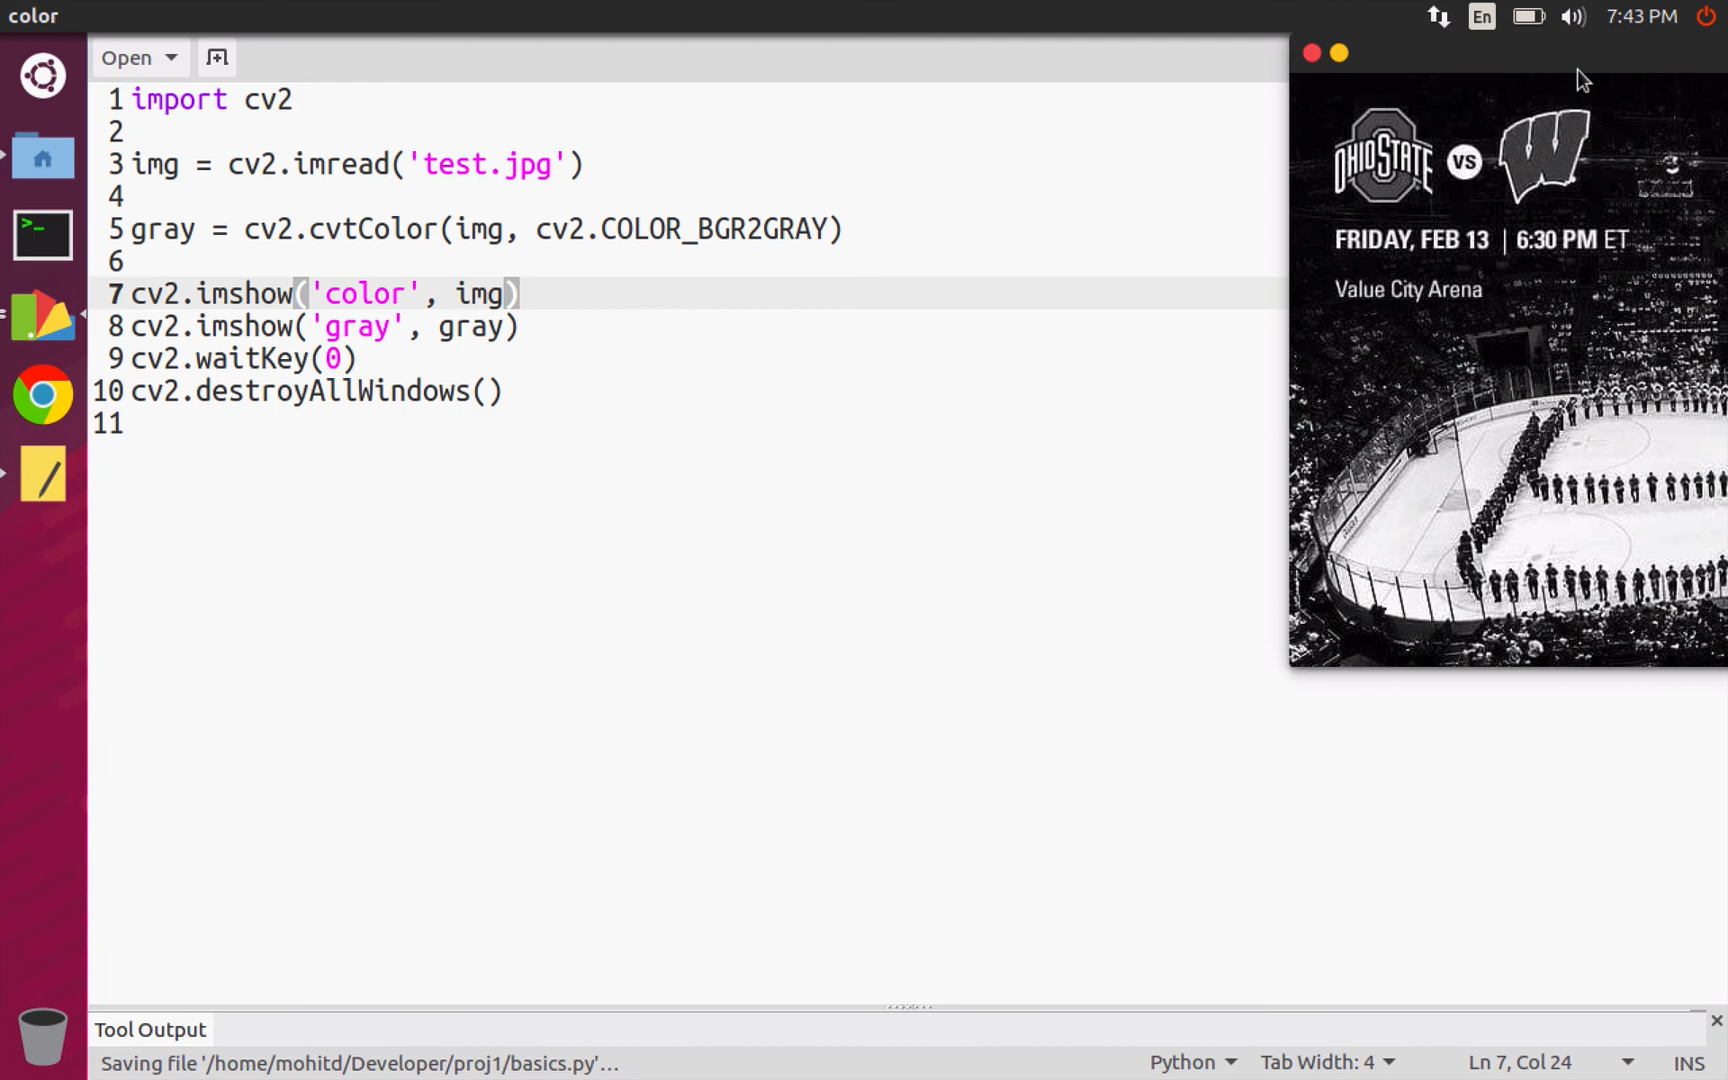 color
En
7:43 PM
Open
1 import cv2
2
3 img = cv2.imread('test.jpg')
4
5 gray = cv2.cvtColor(img, cv2.COLOR_BGR2GRAY)
6
7 cv2.imshow('color', img)
8 cv2.imshow('gray', gray)
9 cv2.waitKey(0)
10 cv2.destroyAllWindows()
11
OHIO STATE VS W
FRIDAY, FEB 13 | 6:30 PM ET
Value City Arena
>_
Tool Output
Saving file '/home/mohitd/Developer/proj1/basics.py'...
Python
Tab Width: 4
Ln 7, Col 24
INS